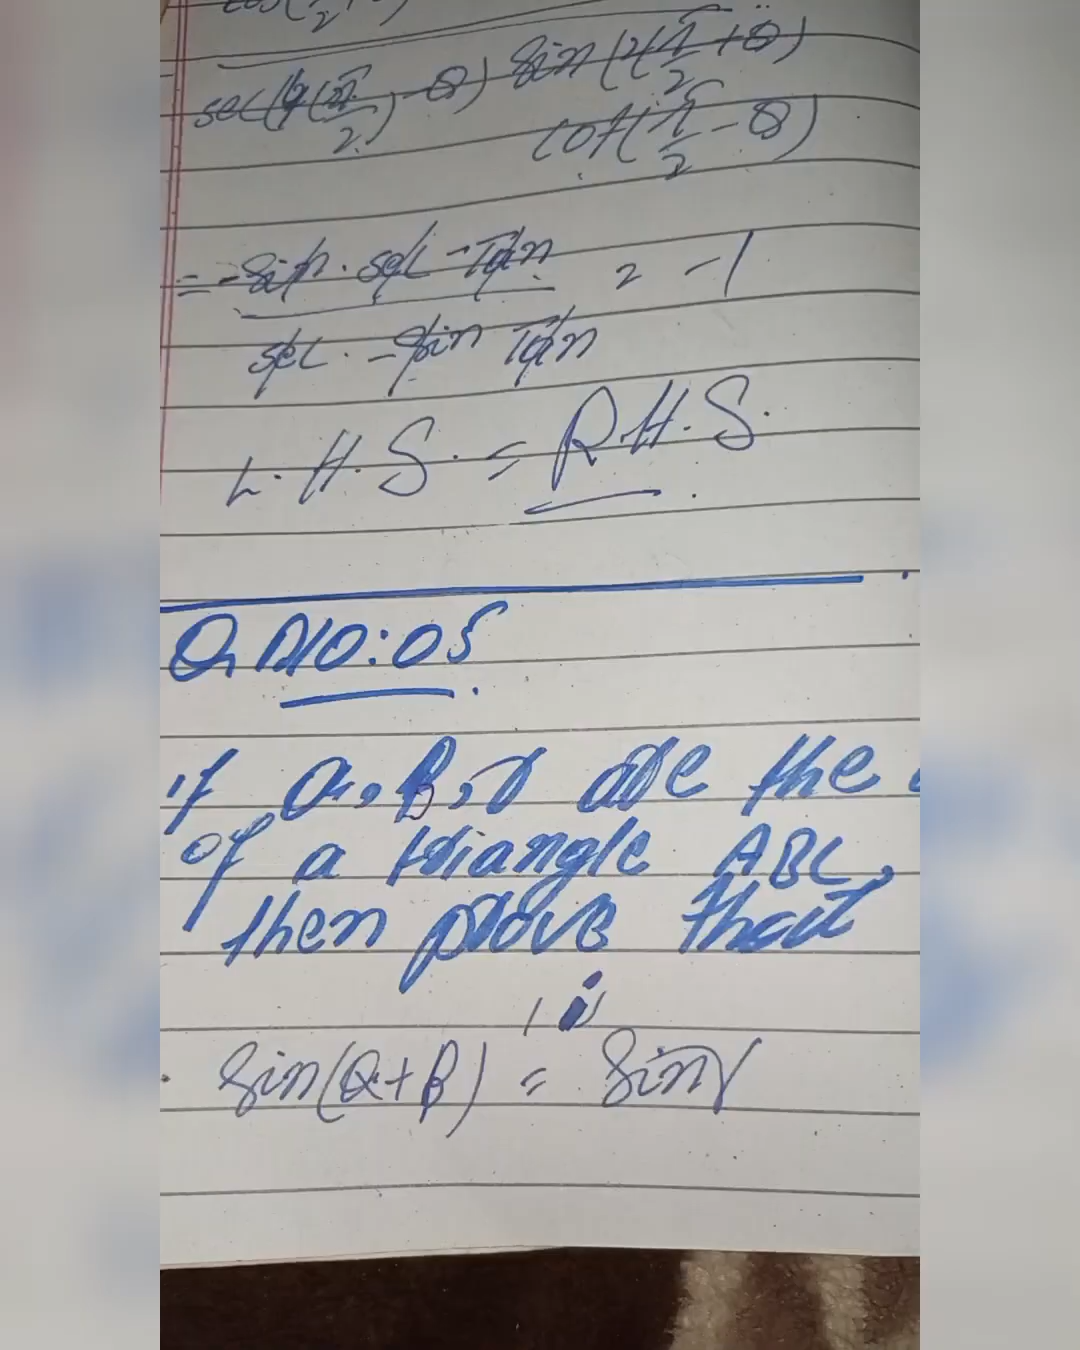 sec(4(π/2)-θ) Sin(2(π/2+θ)
cot(π/2-θ)
= -Sin. sec -Tan = -1
sec. -Sin Tan
L.H.S. = R.H.S.
Q No:05
if α, β, γ are the
of a triangle ABC,
then prove that
i
Sin(α+β) = Sinγ